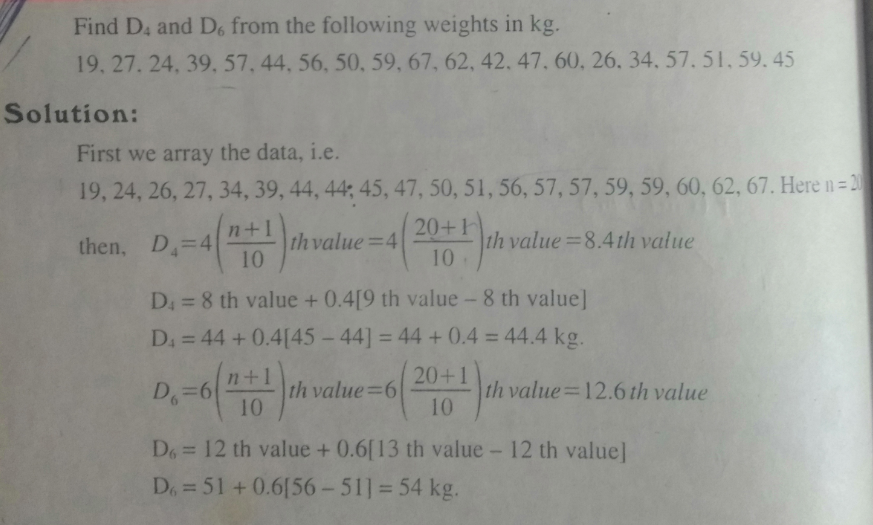 Find D₄ and D₆ from the following weights in kg.
19, 27. 24, 39, 57, 44, 56, 50, 59, 67, 62, 42, 47. 60, 26, 34. 57. 51, 59. 45
Solution:
First we array the data, i.e.
19, 24, 26, 27, 34, 39, 44, 44, 45, 47, 50, 51, 56, 57, 57, 59, 59, 60, 62, 67. Here n = 20
then, D₄=4((n+1)/10) th value=4((20+1)/10) th value=8.4th value
D₄ = 8 th value + 0.4[9 th value – 8 th value]
D₄ = 44 + 0.4[45 – 44] = 44 + 0.4 = 44.4 kg.
D₆=6((n+1)/10) th value=6((20+1)/10) th value=12.6th value
D₆ = 12 th value + 0.6[13 th value – 12 th value]
D₆ = 51 + 0.6[56 – 51] = 54 kg.